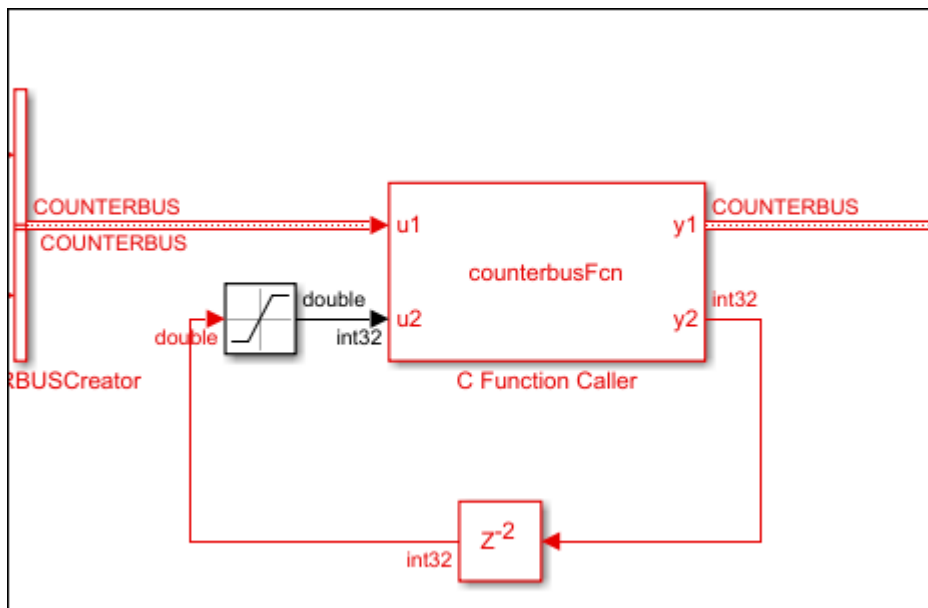 COUNTERBUS
COUNTERBUS
COUNTERBUS
u1
y1
counterbusFcn
double
int32
double
int32
u2
y2
RBUSCreator
C Function Caller
Z-2
int32